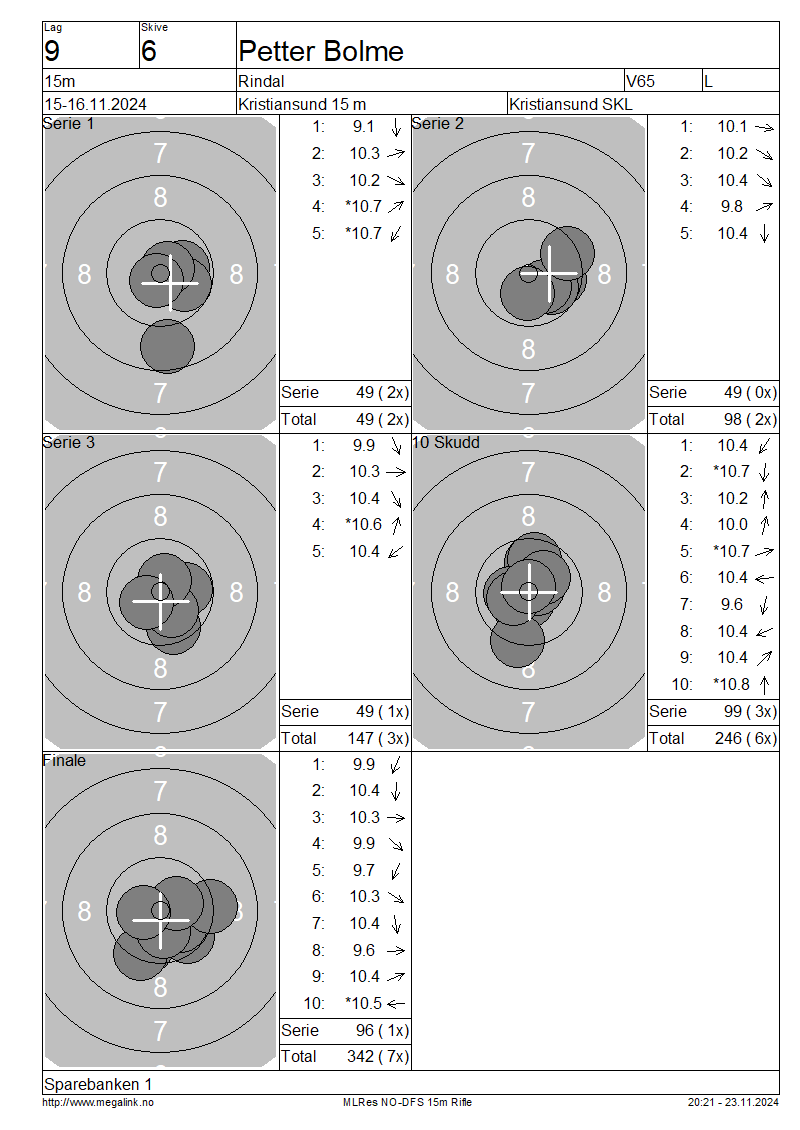 Lag
Skive
9
6
Petter Bolme
15m
Rindal
V65
L
15-16.11.2024
Kristiansund 15 m
Kristiansund SKL
Serie 1
7
8
8 8
7
1: 9.1
2: 10.3
3: 10.2
4: *10.7
5: *10.7
Serie 49 ( 2x)
Total 49 ( 2x)
Serie 2
7
8
8 8
8
7
1: 10.1
2: 10.2
3: 10.4
4: 9.8
5: 10.4
Serie 49 ( 0x)
Total 98 ( 2x)
Serie 3
7
8
8 8
8
7
1: 9.9
2: 10.3
3: 10.4
4: *10.6
5: 10.4
Serie 49 ( 1x)
Total 147 ( 3x)
10 Skudd
7
8
8 8
8
7
1: 10.4
2: *10.7
3: 10.2
4: 10.0
5: *10.7
6: 10.4
7: 9.6
8: 10.4
9: 10.4
10: *10.8
Serie 99 ( 3x)
Total 246 ( 6x)
Finale
7
8
8 8
8
7
1: 9.9
2: 10.4
3: 10.3
4: 9.9
5: 9.7
6: 10.3
7: 10.4
8: 9.6
9: 10.4
10: *10.5
Serie 96 ( 1x)
Total 342 ( 7x)
Sparebanken 1
http://www.megalink.no
MLRes NO-DFS 15m Rifle
20:21 - 23.11.2024